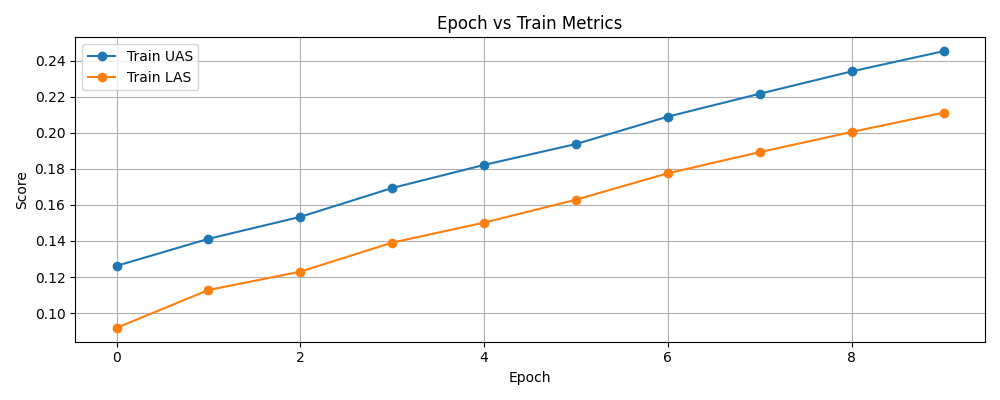 Epoch vs Train Metrics
Train UAS
Train LAS
0.24
0.22
0.20
0.18
0.16
0.14
0.12
0.10
Score
0 2 4 6 8
Epoch